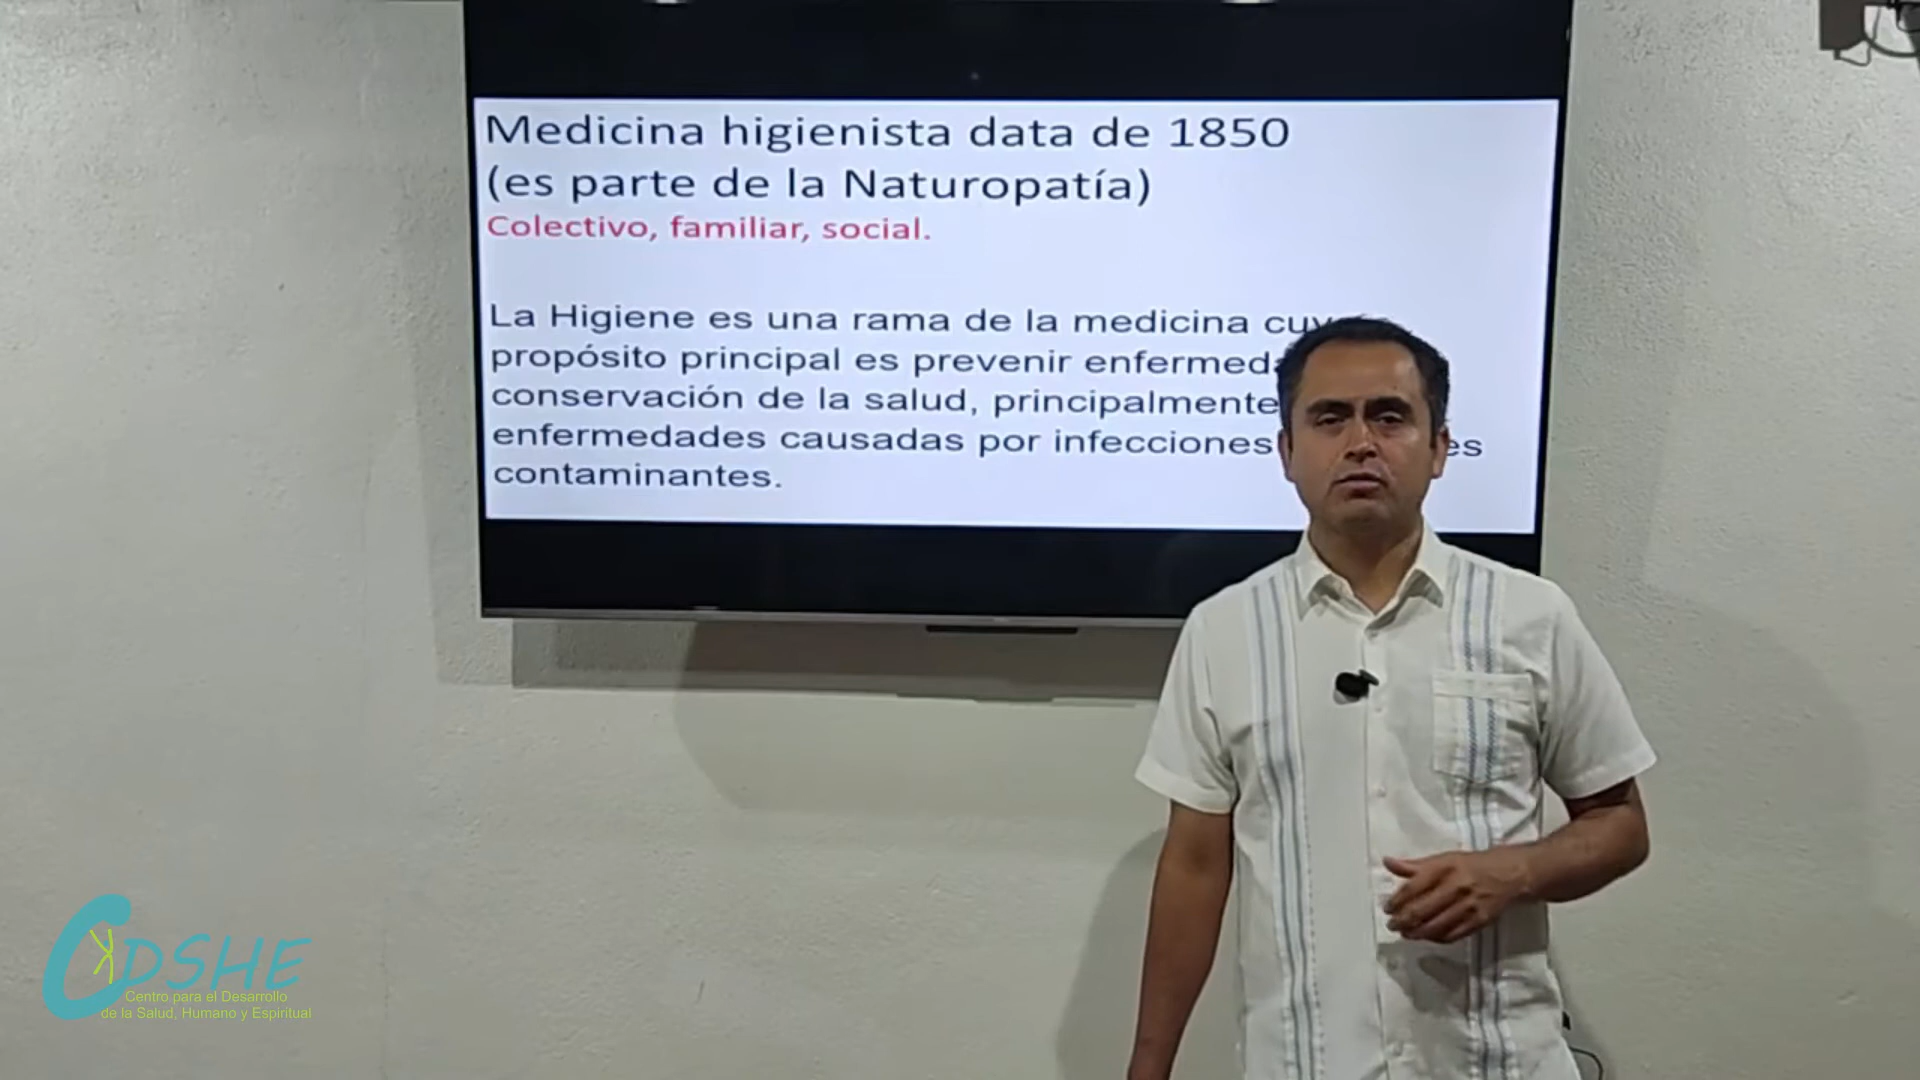 Medicina higienista data de 1850
(es parte de la Naturopatía)
Colectivo, familiar, social.
La Higiene es una rama de la medicina
propósito principal es prevenir
conservación de la salud, principalmente
enfermedades causadas por infecciones
contaminantes.
CDSHE
Centro para el Desarrollo
de la Salud, Humano y Espiritual